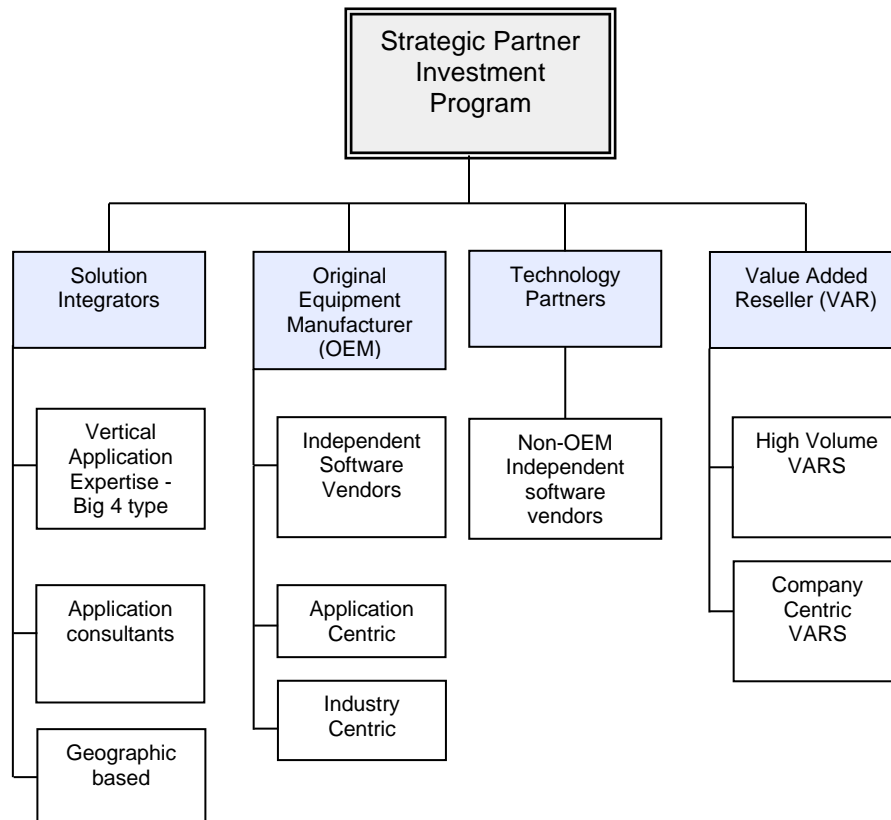 Strategic Partner
Investment
Program
Solution
Integrators
Original
Equipment
Manufacturer
(OEM)
Technology
Partners
Value Added
Reseller (VAR)
Vertical
Application
Expertise -
Big 4 type
Independent
Software
Vendors
Non-OEM
Independent
software
vendors
High Volume
VARS
Application
consultants
Application
Centric
Company
Centric
VARS
Industry
Centric
Geographic
based